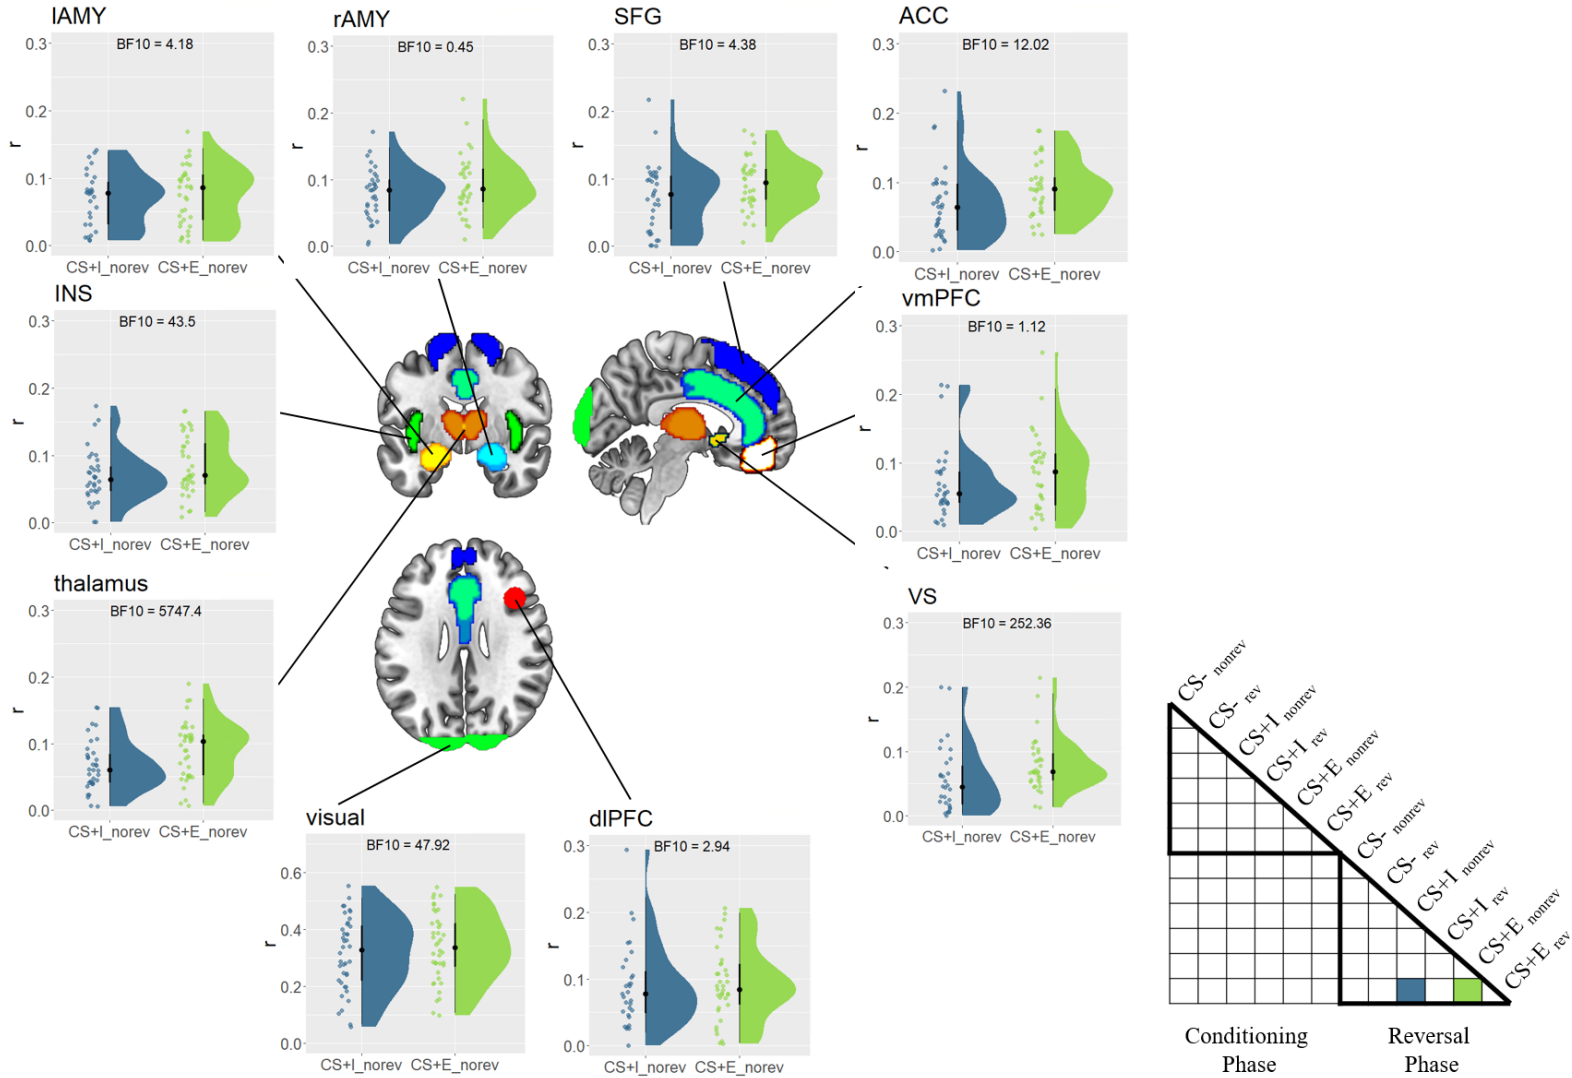 lAMY
BF10 = 4.18
0.3
0.2
0.1
0.0
r
CS+I_norev CS+E_norev
rAMY
BF10 = 0.45
0.3
0.2
0.1
0.0
r
CS+I_norev CS+E_norev
SFG
BF10 = 4.38
0.3
0.2
0.1
0.0
r
CS+I_norev CS+E_norev
ACC
BF10 = 12.02
0.3
0.2
0.1
0.0
r
CS+I_norev CS+E_norev
INS
BF10 = 43.5
0.3
0.2
0.1
0.0
r
CS+I_norev CS+E_norev
vmPFC
BF10 = 1.12
0.3
0.2
0.1
0.0
r
CS+I_norev CS+E_norev
thalamus
BF10 = 5747.4
0.3
0.2
0.1
0.0
r
CS+I_norev CS+E_norev
VS
BF10 = 252.36
0.3
0.2
0.1
0.0
r
CS+I_norev CS+E_norev
visual
BF10 = 47.92
0.6
0.4
0.2
0.0
r
CS+I_norev CS+E_norev
dlPFC
BF10 = 2.94
0.3
0.2
0.1
0.0
r
CS+I_norev CS+E_norev
CS- nonrev
CS- rev
CS+I nonrev
CS+I rev
CS+E nonrev
CS+E rev
CS- nonrev
CS- rev
CS+I nonrev
CS+I rev
CS+E nonrev
CS+E rev
Conditioning
Phase
Reversal
Phase